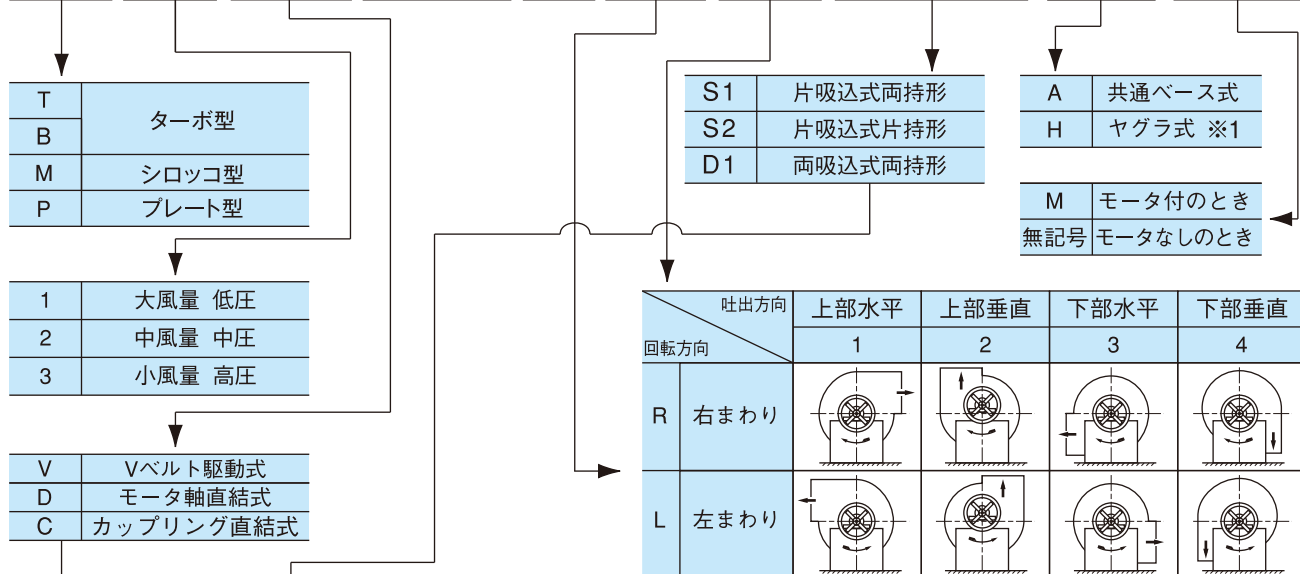 T
ターボ型
B
M シロッコ型
P プレート型
1 大風量 低圧
2 中風量 中圧
3 小風量 高圧
V Vベルト駆動式
D モータ軸直結式
C カップリング直結式
S1 片吸込式両持形
S2 片吸込式片持形
D1 両吸込式両持形
A 共通ベース式
H ヤグラ式 ※1
M モータ付のとき
無記号 モータなしのとき
吐出方向 上部水平 上部垂直 下部水平 下部垂直
回転方向 1 2 3 4
R 右まわり
L 左まわり